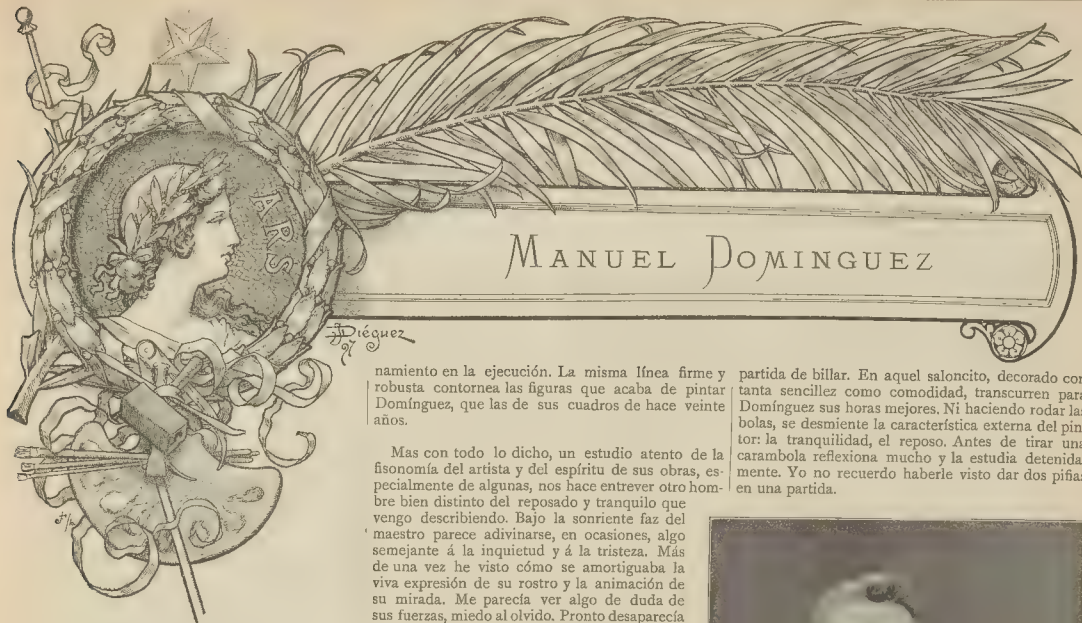 ARS
MANUEL DOMINGUEZ
Diéguez
97
namiento en la ejecución. La misma línea firme y
robusta contornea las figuras que acaba de pintar
Domínguez, que las de sus cuadros de hace veinte
años.
Mas con todo lo dicho, un estudio atento de la
fisonomía del artista y del espíritu de sus obras, es-
pecialmente de algunas, nos hace entrever otro hom-
bre bien distinto del reposado y tranquilo que
vengo describiendo. Bajo la sonriente faz del
maestro parece adivinarse, en ocasiones, algo
semejante á la inquietud y á la tristeza. Más
de una vez he visto cómo se amortiguaba la
viva expresión de su rostro y la animación de
su mirada. Me parecía ver algo de duda de
sus fuerzas, miedo al olvido. Pronto desaparecía
partida de billar. En aquel saloncito, decorado con
tanta sencillez como comodidad, transcurren para
Domínguez sus horas mejores. Ni haciendo rodar las
bolas, se desmiente la característica externa del pin-
tor: la tranquilidad, el reposo. Antes de tirar una
carambola reflexiona mucho y la estudia detenida-
mente. Yo no recuerdo haberle visto dar dos piñas
en una partida.